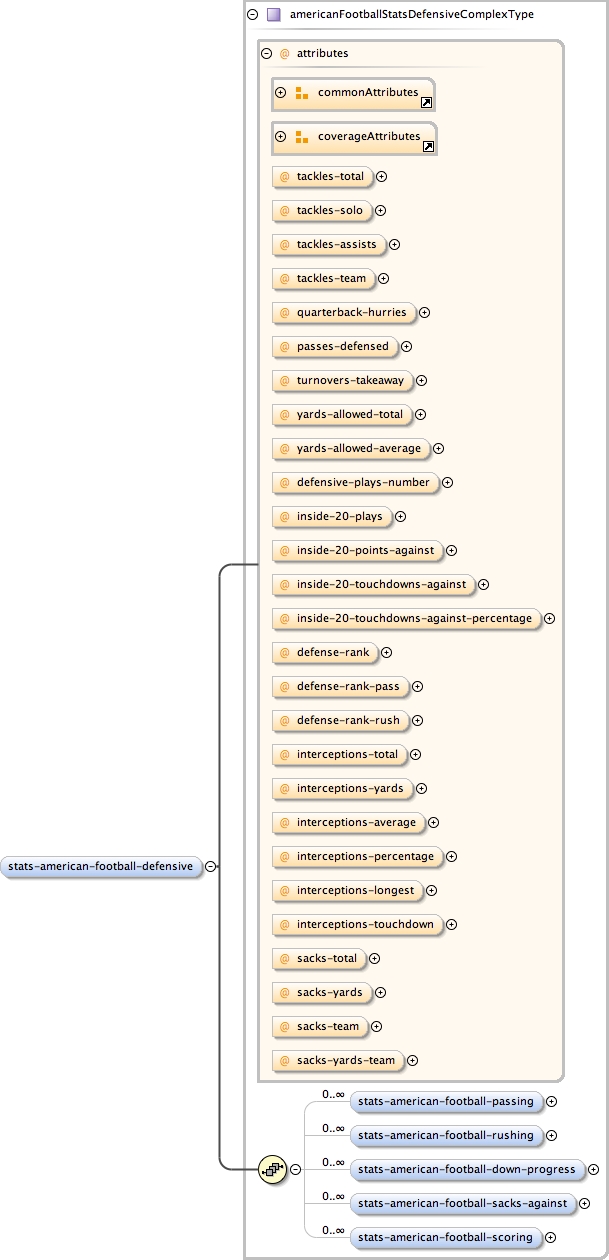 americanFootballStatsDefensiveComplexType
@ attributes
commonAttributes
coverageAttributes
@ tackles-total
@ tackles-solo
@ tackles-assists
@ tackles-team
@ quarterback-hurries
@ passes-defensed
@ turnovers-takeaway
@ yards-allowed-total
@ yards-allowed-average
@ defensive-plays-number
@ inside-20-plays
@ inside-20-points-against
@ inside-20-touchdowns-against
@ inside-20-touchdowns-against-percentage
@ defense-rank
@ defense-rank-pass
@ defense-rank-rush
@ interceptions-total
@ interceptions-yards
@ interceptions-average
@ interceptions-percentage
@ interceptions-longest
@ interceptions-touchdown
@ sacks-total
@ sacks-yards
@ sacks-team
@ sacks-yards-team
stats-american-football-defensive
0..∞ stats-american-football-passing
0..∞ stats-american-football-rushing
0..∞ stats-american-football-down-progress
0..∞ stats-american-football-sacks-against
0..∞ stats-american-football-scoring